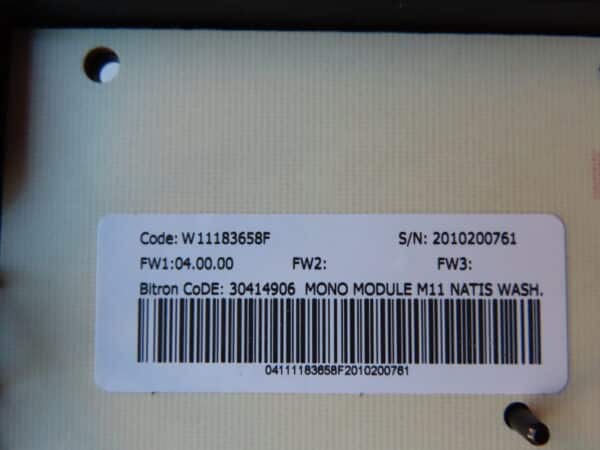 Code: W11183658F S/N: 2010200761
FW1:04.00.00 FW2: FW3:
Bitron CoDE: 30414906 MONO MODULE M11 NATIS WASH.
04111183658F2010200761